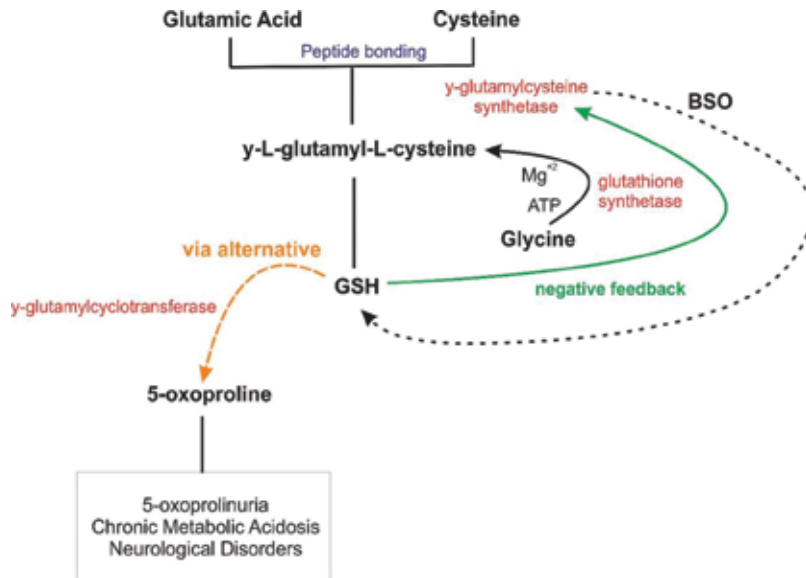 Glutamic Acid
Cysteine
Peptide bonding
y-glutamylcysteine
synthetase
BSO
y-L-glutamyl-L-cysteine
Mg+2
ATP
glutathione
synthetase
Glycine
via alternative
GSH
negative feedback
y-glutamylcyclotransferase
5-oxoproline
5-oxoprolinuria
Chronic Metabolic Acidosis
Neurological Disorders